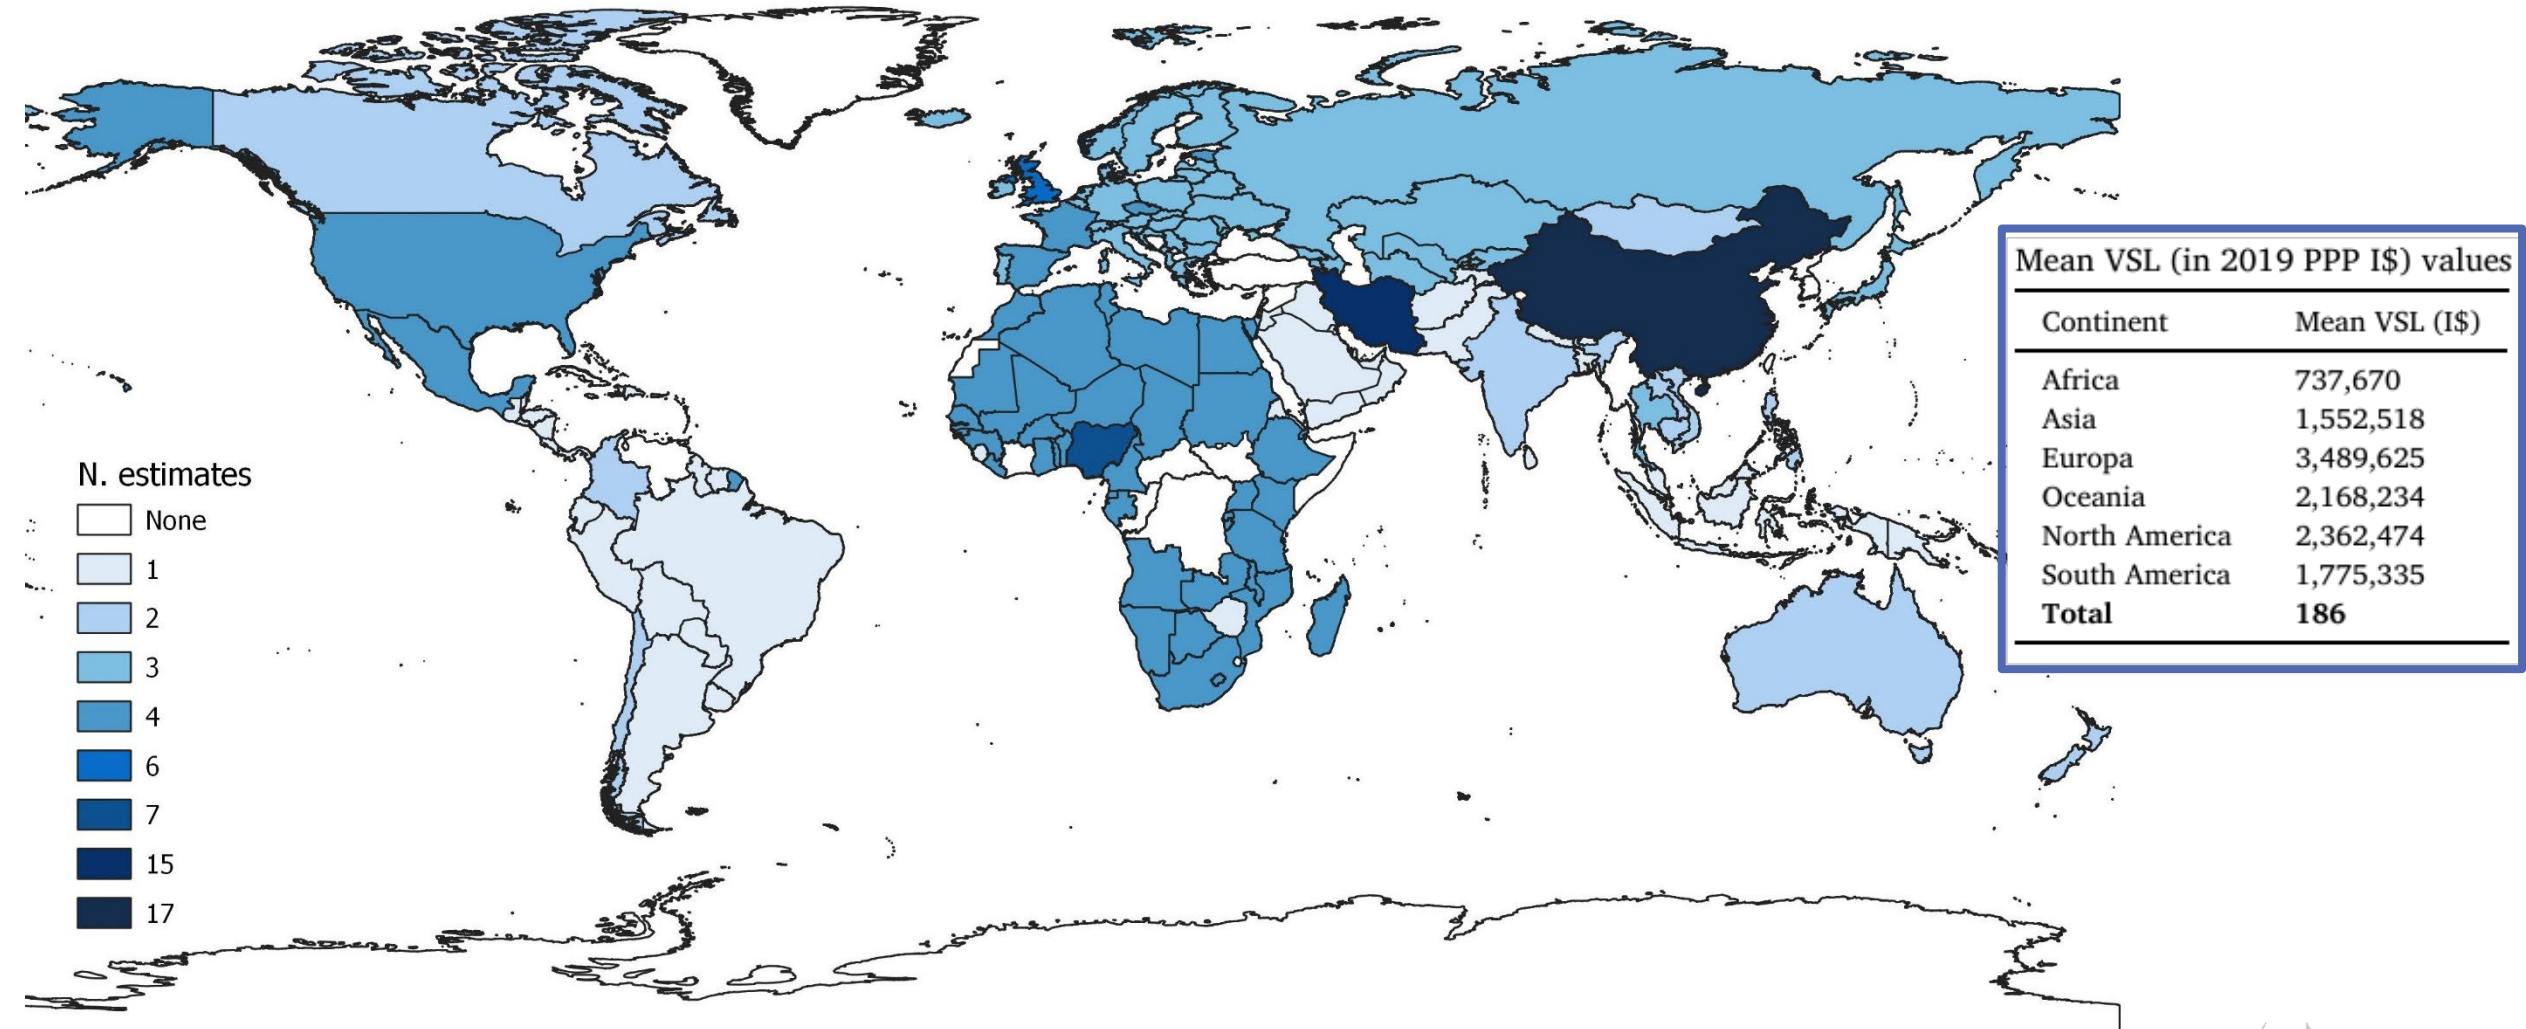 N. estimates
None
1
2
3
4
6
7
15
17
Mean VSL (in 2019 PPP I$) values
Continent Mean VSL (I$)
Africa 737,670
Asia 1,552,518
Europa 3,489,625
Oceania 2,168,234
North America 2,362,474
South America 1,775,335
Total 186